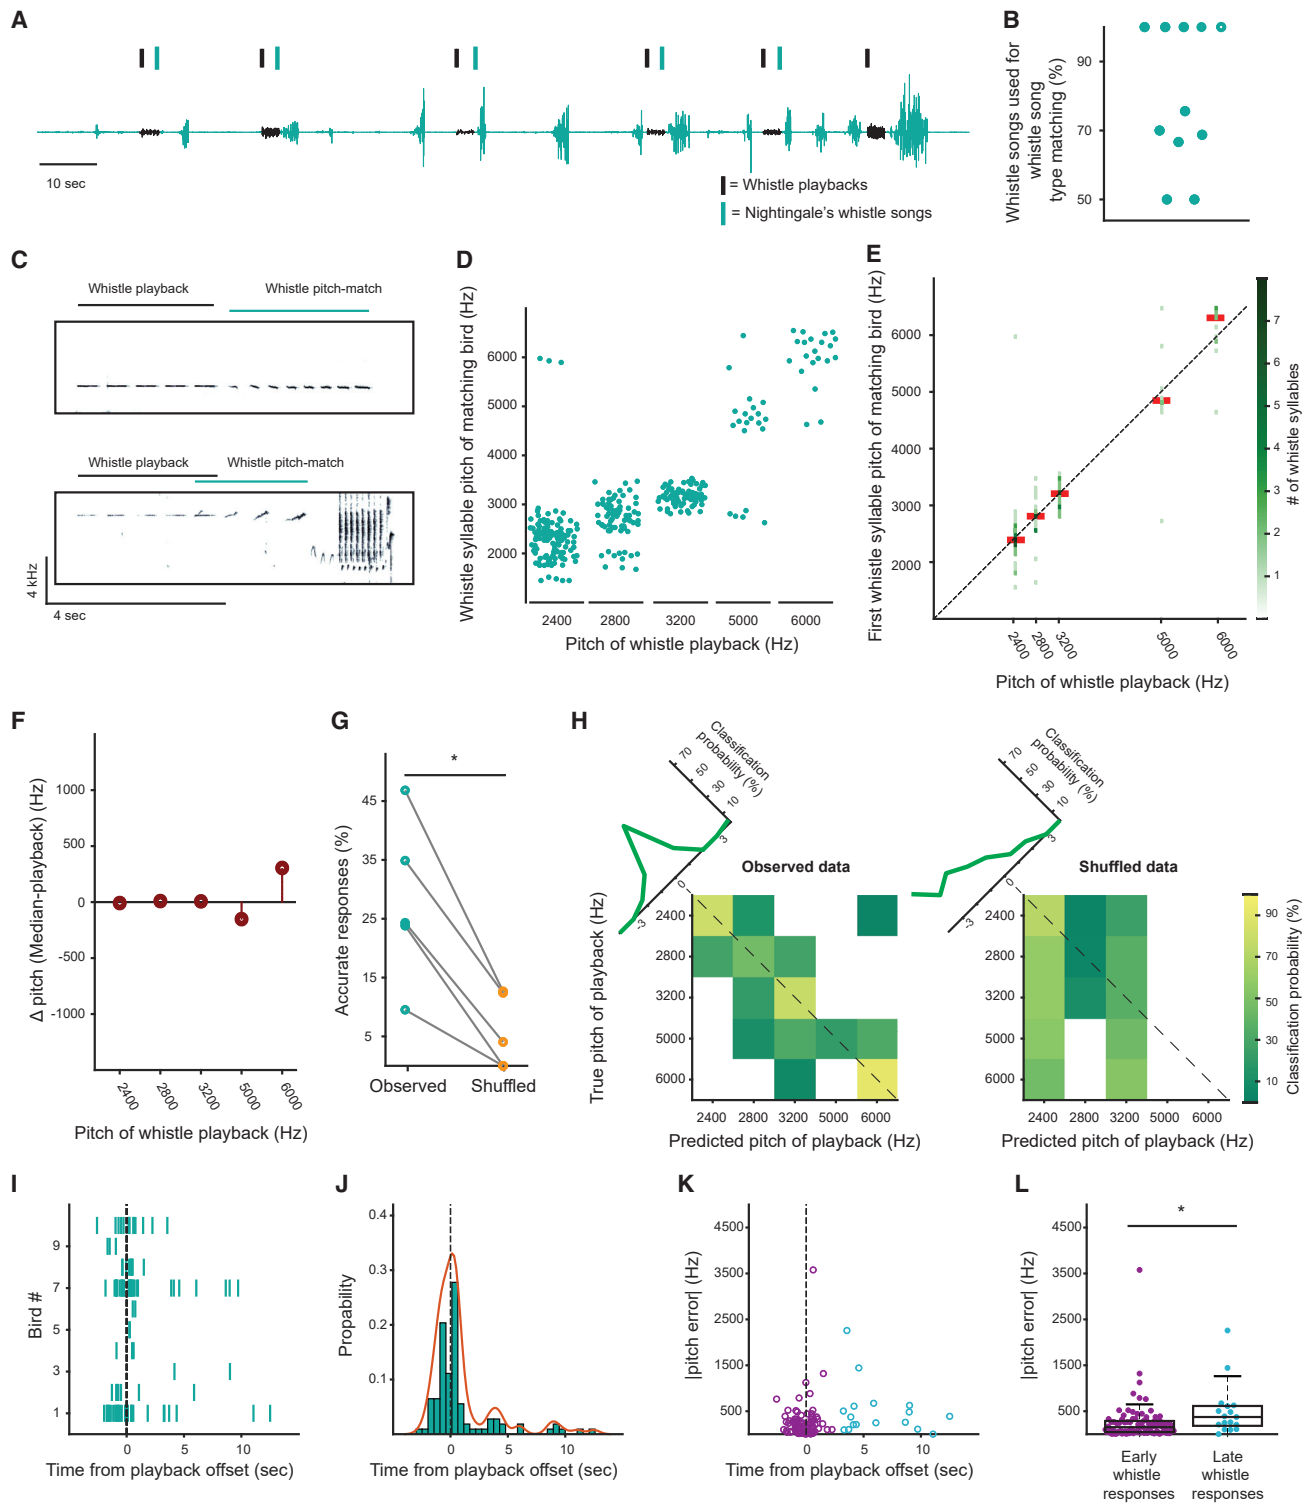 A
10 sec
= Whistle playbacks
= Nightingale's whistle songs
B
Whistle songs used for
whistle song
type matching (%)
90
70
50
C
Whistle playback
Whistle pitch-match
Whistle playback
Whistle pitch-match
4 kHz
4 sec
D
Whistle syllable pitch of matching bird (Hz)
6000
5000
4000
3000
2000
2400 2800 3200 5000 6000
Pitch of whistle playback (Hz)
E
First whistle syllable pitch of matching bird (Hz)
6000
5000
4000
3000
2000
2400 2800 3200 5000 6000
Pitch of whistle playback (Hz)
7
6
5
4
3
2
1
# of whistle syllables
F
Δ pitch (Median-playback) (Hz)
1000
500
0
-500
-1000
2400 2800 3200 5000 6000
Pitch of whistle playback (Hz)
G
Accurate responses (%)
*
45
35
25
15
5
Observed Shuffled
H
Classification
probability (%)
70 50 30 10
3 0 -3
Observed data
True pitch of playback (Hz)
2400
2800
3200
5000
6000
2400 2800 3200 5000 6000
Predicted pitch of playback (Hz)
Classification
probability (%)
70 50 30 10
3 0 -3
Shuffled data
2400
2800
3200
5000
6000
2400 2800 3200 5000 6000
Predicted pitch of playback (Hz)
90
70
50
30
10
Classification probability (%)
I
Bird #
9
7
5
3
1
0 5 10
Time from playback offset (sec)
J
Propability
0.4
0.3
0.2
0.1
0 5 10
Time from playback offset (sec)
K
|pitch error| (Hz)
4500
3500
2500
1500
500
0 5 10
Time from playback offset (sec)
L
|pitch error| (Hz)
*
4500
3500
2500
1500
500
Early
whistle
responses
Late
whistle
responses